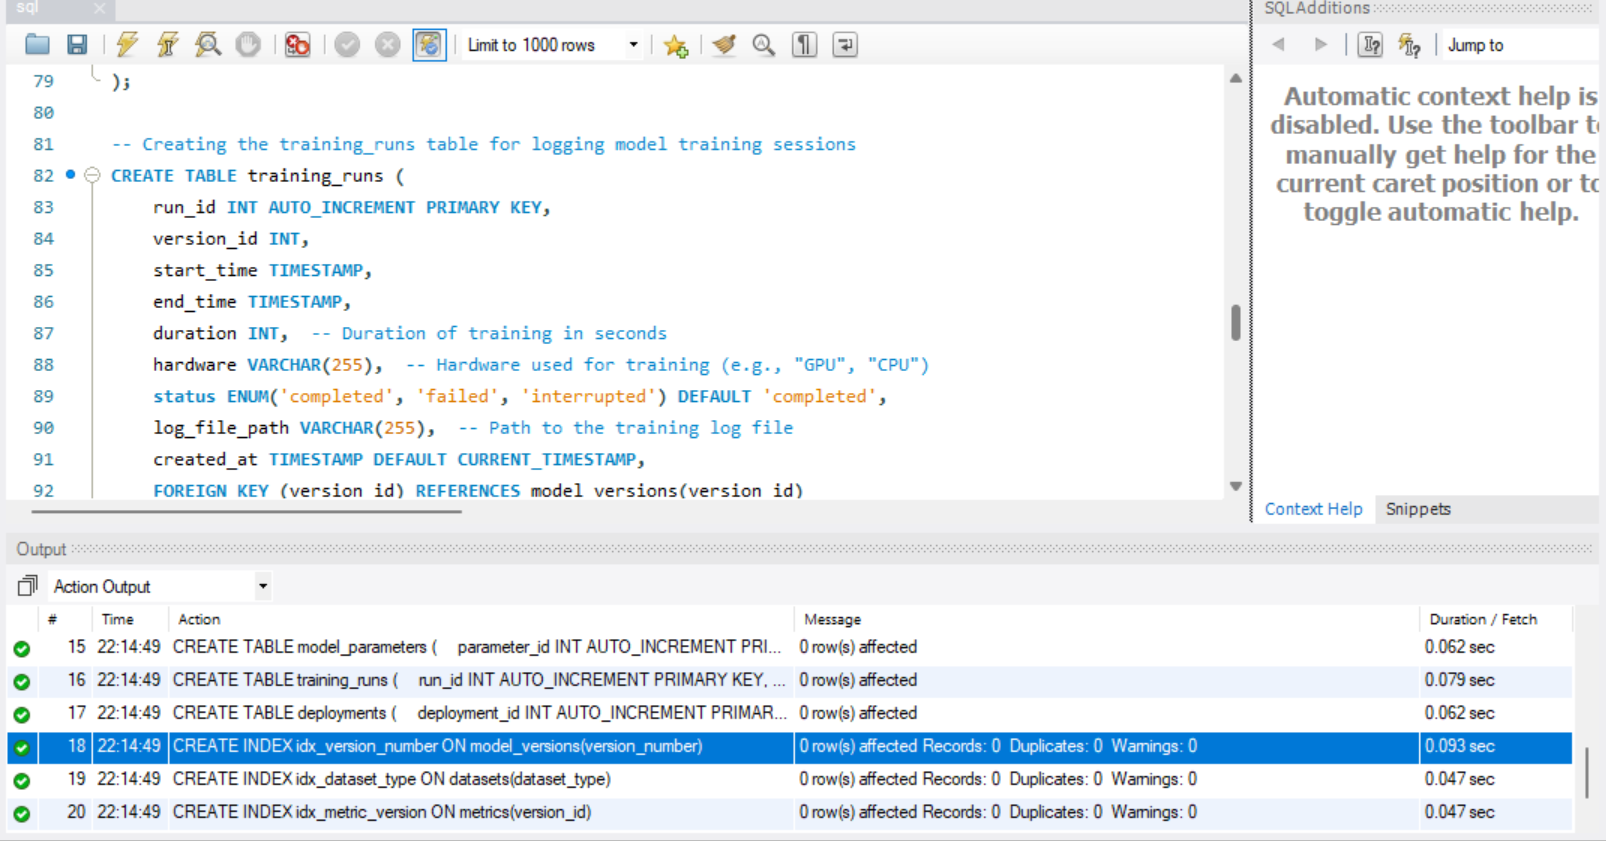 sql
SQLAdditions
Limit to 1000 rows
Jump to
79 );
80
81 -- Creating the training_runs table for logging model training sessions
82 CREATE TABLE training_runs (
83 run_id INT AUTO_INCREMENT PRIMARY KEY,
84 version_id INT,
85 start_time TIMESTAMP,
86 end_time TIMESTAMP,
87 duration INT, -- Duration of training in seconds
88 hardware VARCHAR(255), -- Hardware used for training (e.g., "GPU", "CPU")
89 status ENUM('completed', 'failed', 'interrupted') DEFAULT 'completed',
90 log_file_path VARCHAR(255), -- Path to the training log file
91 created_at TIMESTAMP DEFAULT CURRENT_TIMESTAMP,
92 FOREIGN KEY (version_id) REFERENCES model_versions(version_id)
Automatic context help is
disabled. Use the toolbar to
manually get help for the
current caret position or to
toggle automatic help.
Context Help Snippets
Output
Action Output
# Time Action Message Duration / Fetch
15 22:14:49 CREATE TABLE model_parameters ( parameter_id INT AUTO_INCREMENT PRI... 0 row(s) affected 0.062 sec
16 22:14:49 CREATE TABLE training_runs ( run_id INT AUTO_INCREMENT PRIMARY KEY, ... 0 row(s) affected 0.079 sec
17 22:14:49 CREATE TABLE deployments ( deployment_id INT AUTO_INCREMENT PRIMAR... 0 row(s) affected 0.062 sec
18 22:14:49 CREATE INDEX idx_version_number ON model_versions(version_number) 0 row(s) affected Records: 0 Duplicates: 0 Warnings: 0 0.093 sec
19 22:14:49 CREATE INDEX idx_dataset_type ON datasets(dataset_type) 0 row(s) affected Records: 0 Duplicates: 0 Warnings: 0 0.047 sec
20 22:14:49 CREATE INDEX idx_metric_version ON metrics(version_id) 0 row(s) affected Records: 0 Duplicates: 0 Warnings: 0 0.047 sec